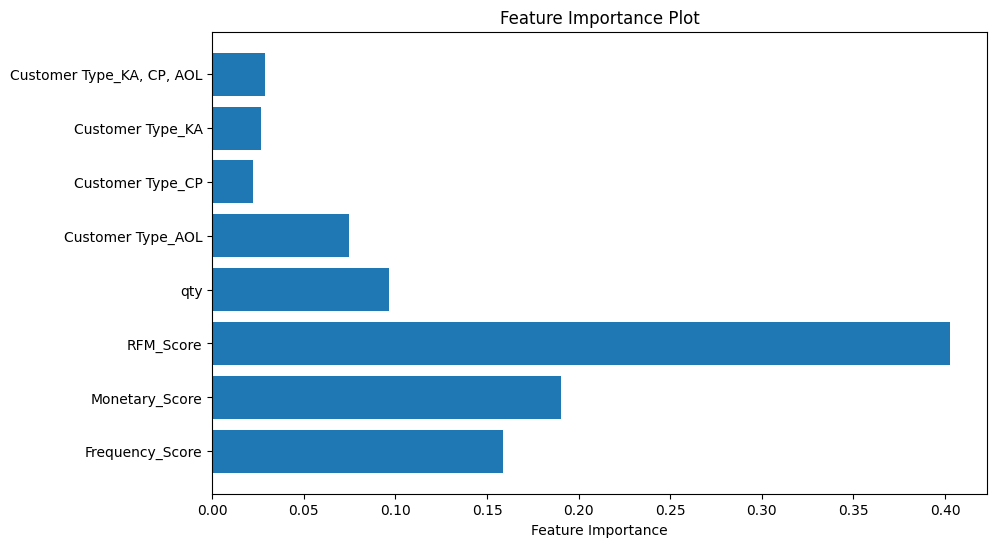 Feature Importance Plot
Customer Type_KA, CP, AOL
Customer Type_KA
Customer Type_CP
Customer Type_AOL
qty
RFM_Score
Monetary_Score
Frequency_Score
0.00 0.05 0.10 0.15 0.20 0.25 0.30 0.35 0.40
Feature Importance